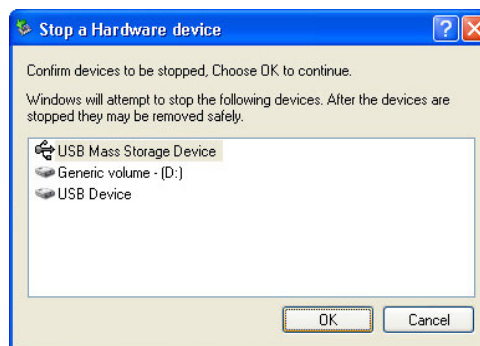 Stop a Hardware device
Confirm devices to be stopped, Choose OK to continue.
Windows will attempt to stop the following devices. After the devices are
stopped they may be removed safely.
USB Mass Storage Device
Generic volume - (D:)
USB Device
OK Cancel